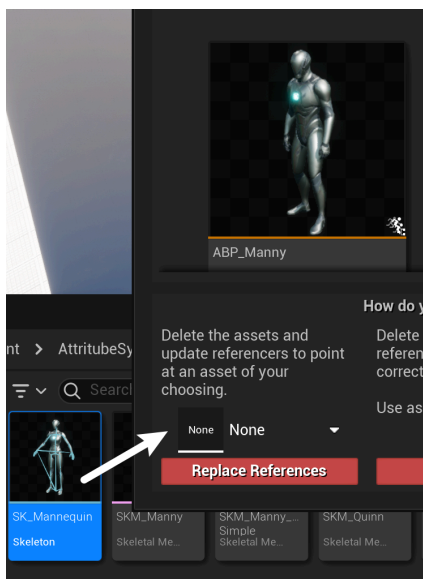 ABP_Manny
How do y
Delete the assets and
update referencers to point
at an asset of your
choosing.
Delete
referen
correct
Use as
None
None
Replace References
nt > AttritubeSy
Search
SK_Mannequin
Skeleton
SKM_Manny
Skeletal Me...
SKM_Manny_...
Simple
Skeletal Me...
SKM_Quinn
Skeletal Me...